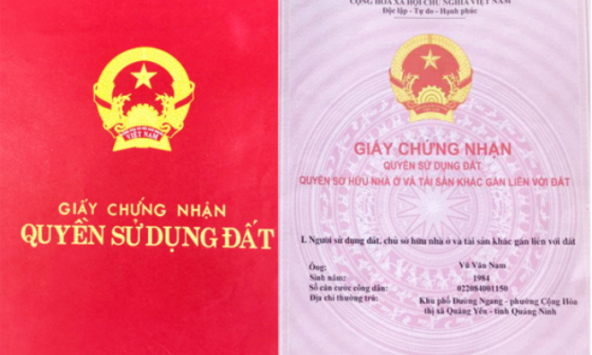 VIỆT NAM
GIẤY CHỨNG NHẬN
QUYỀN SỬ DỤNG ĐẤT
CỘNG HÒA XÃ HỘI CHỦ NGHĨA VIỆT NAM
Độc lập - Tự do - Hạnh phúc
GIẤY CHỨNG NHẬN
QUYỀN SỬ DỤNG ĐẤT
QUYỀN SỞ HỮU NHÀ Ở VÀ TÀI SẢN KHÁC GẮN LIỀN VỚI ĐẤT
I. Người sử dụng đất, chủ sở hữu nhà ở và tài sản khác gắn liền với đất
Ông: Vũ Văn Nam
Sinh năm: 1984
Số căn cước công dân: 022084001150
Địa chỉ thường trú: Khu phố Đường Ngang - phường Cộng Hòa
thị xã Quảng Yên - tỉnh Quảng Ninh